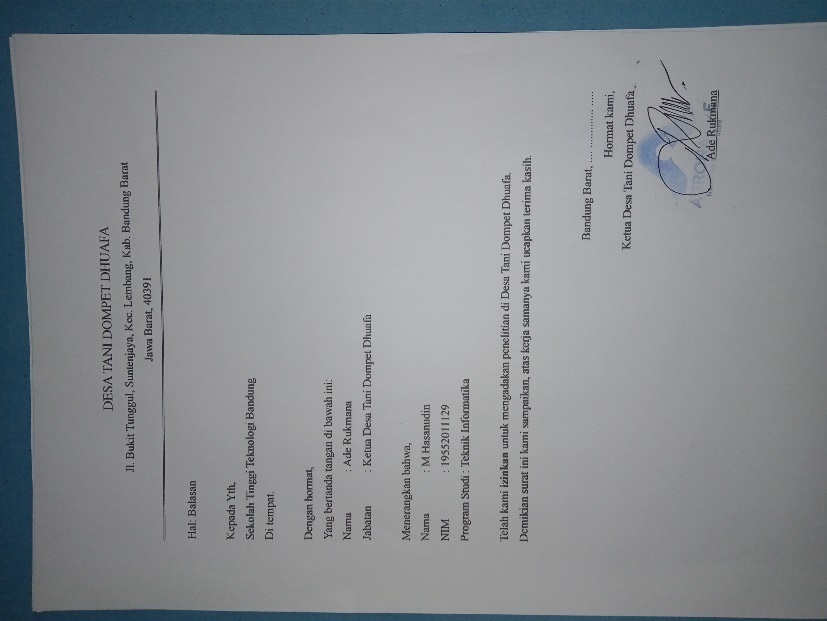 DESA TANI DOMPET DHUAFA
Jl. Bukit Tunggul, Suntenjaya, Kec. Lembang, Kab. Bandung Barat
Jawa Barat, 40391
Hal: Balasan
Kepada Yth,
Sekolah Tinggi Teknologi Bandung
Di tempat.
Dengan hormat,
Yang bertanda tangan di bawah ini:
Nama : Ade Rukmana
Jabatan : Ketua Desa Tani Dompet Dhuafa
Menerangkan bahwa,
Nama : M Hasanudin
NIM : 19552011129
Program Studi : Teknik Informatika
Telah kami izinkan untuk mengadakan penelitian di Desa Tani Dompet Dhuafa.
Demikian surat ini kami sampaikan, atas kerja samanya kami ucapkan terima kasih.
Bandung Barat, .... .............. .....
Hormat kami,
Ketua Desa Tani Dompet Dhuafa
Ade Rukmana